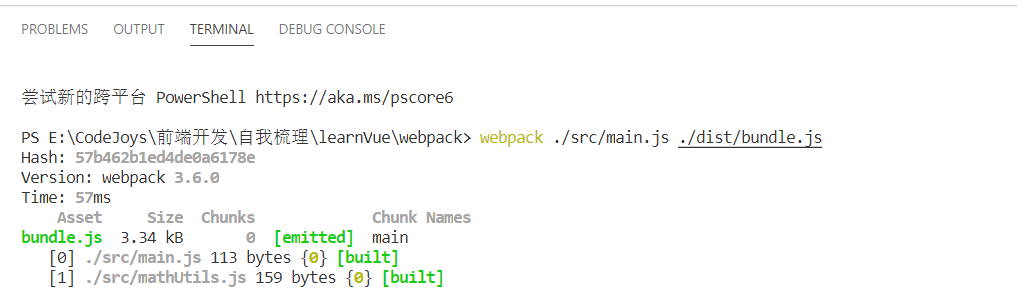 PROBLEMS OUTPUT TERMINAL DEBUG CONSOLE
尝试新的跨平台 PowerShell https://aka.ms/pscore6
PS E:\CodeJoys\前端开发\自我梳理\learnVue\webpack> webpack ./src/main.js ./dist/bundle.js
Hash: 57b462b1ed4de0a6178e
Version: webpack 3.6.0
Time: 57ms
Asset Size Chunks Chunk Names
bundle.js 3.34 kB 0 [emitted] main
[0] ./src/main.js 113 bytes {0} [built]
[1] ./src/mathUtils.js 159 bytes {0} [built]